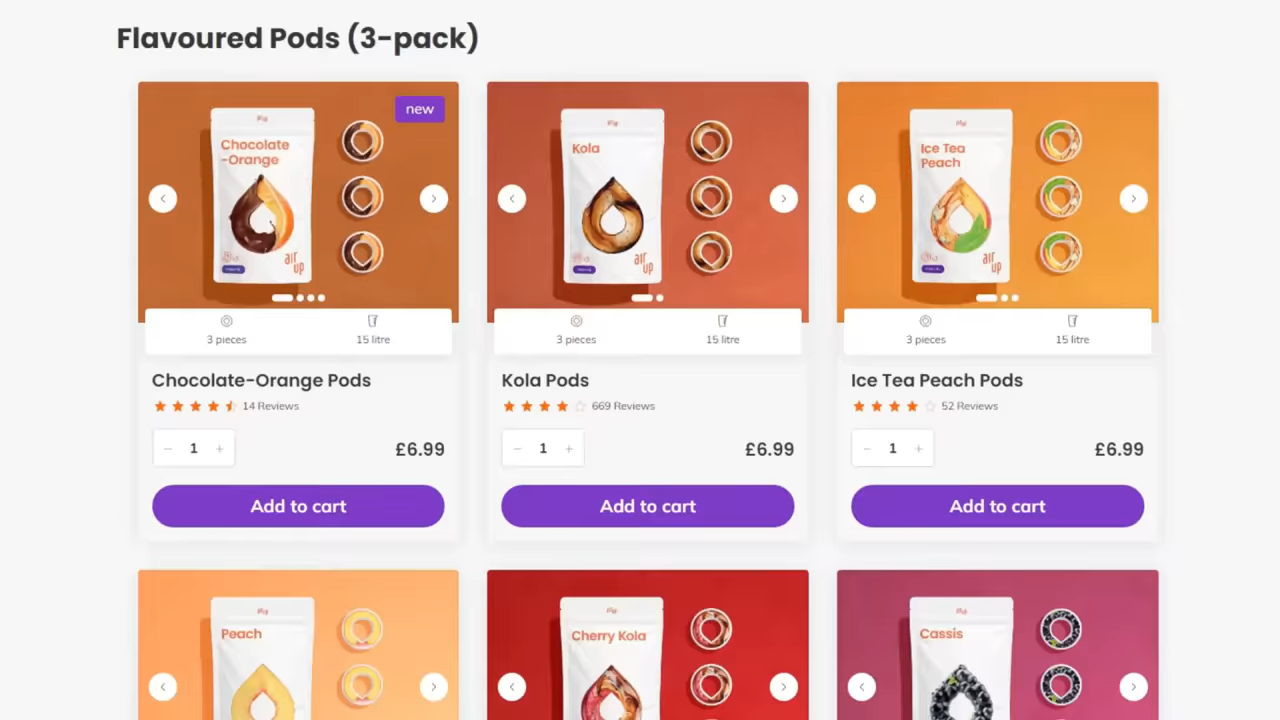 Flavoured Pods (3-pack)
new
Chocolate
-Orange
air
up
Kola
air
up
Ice Tea
Peach
air
up
3 pieces
15 litre
3 pieces
15 litre
3 pieces
15 litre
Chocolate-Orange Pods
14 Reviews
1
£6.99
Add to cart
Kola Pods
669 Reviews
1
£6.99
Add to cart
Ice Tea Peach Pods
52 Reviews
1
£6.99
Add to cart
Peach
Cherry Kola
Cassis